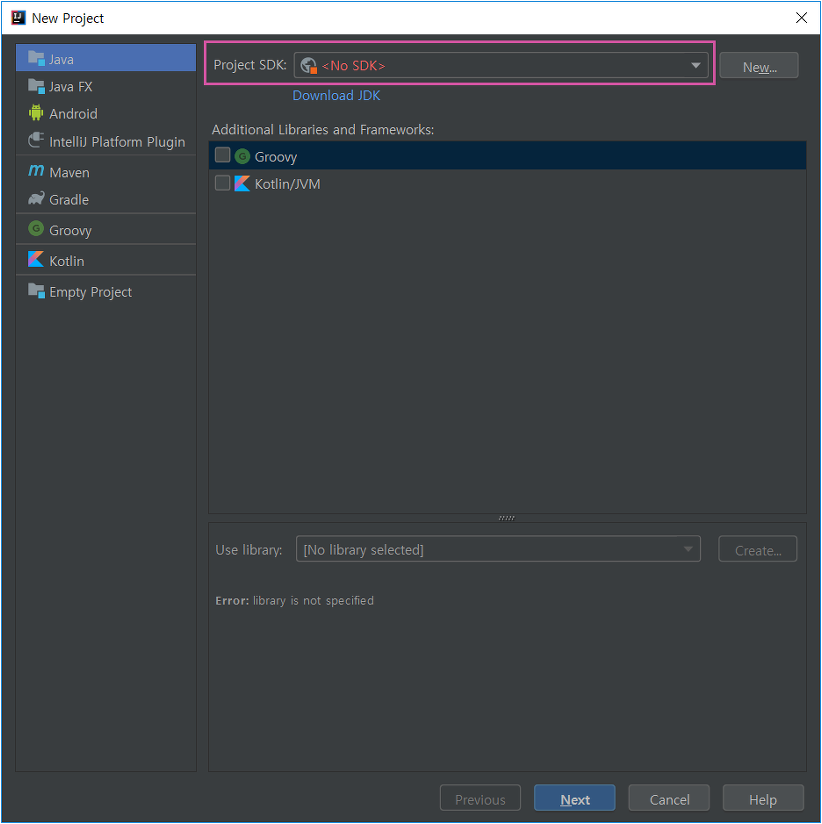 New Project
Java
Java FX
Android
IntelliJ Platform Plugin
Maven
Gradle
Groovy
Kotlin
Empty Project
Project SDK: <No SDK> New...
Download JDK
Additional Libraries and Frameworks:
Groovy
Kotlin/JVM
Use library: [No library selected] Create...
Error: library is not specified
Previous Next Cancel Help